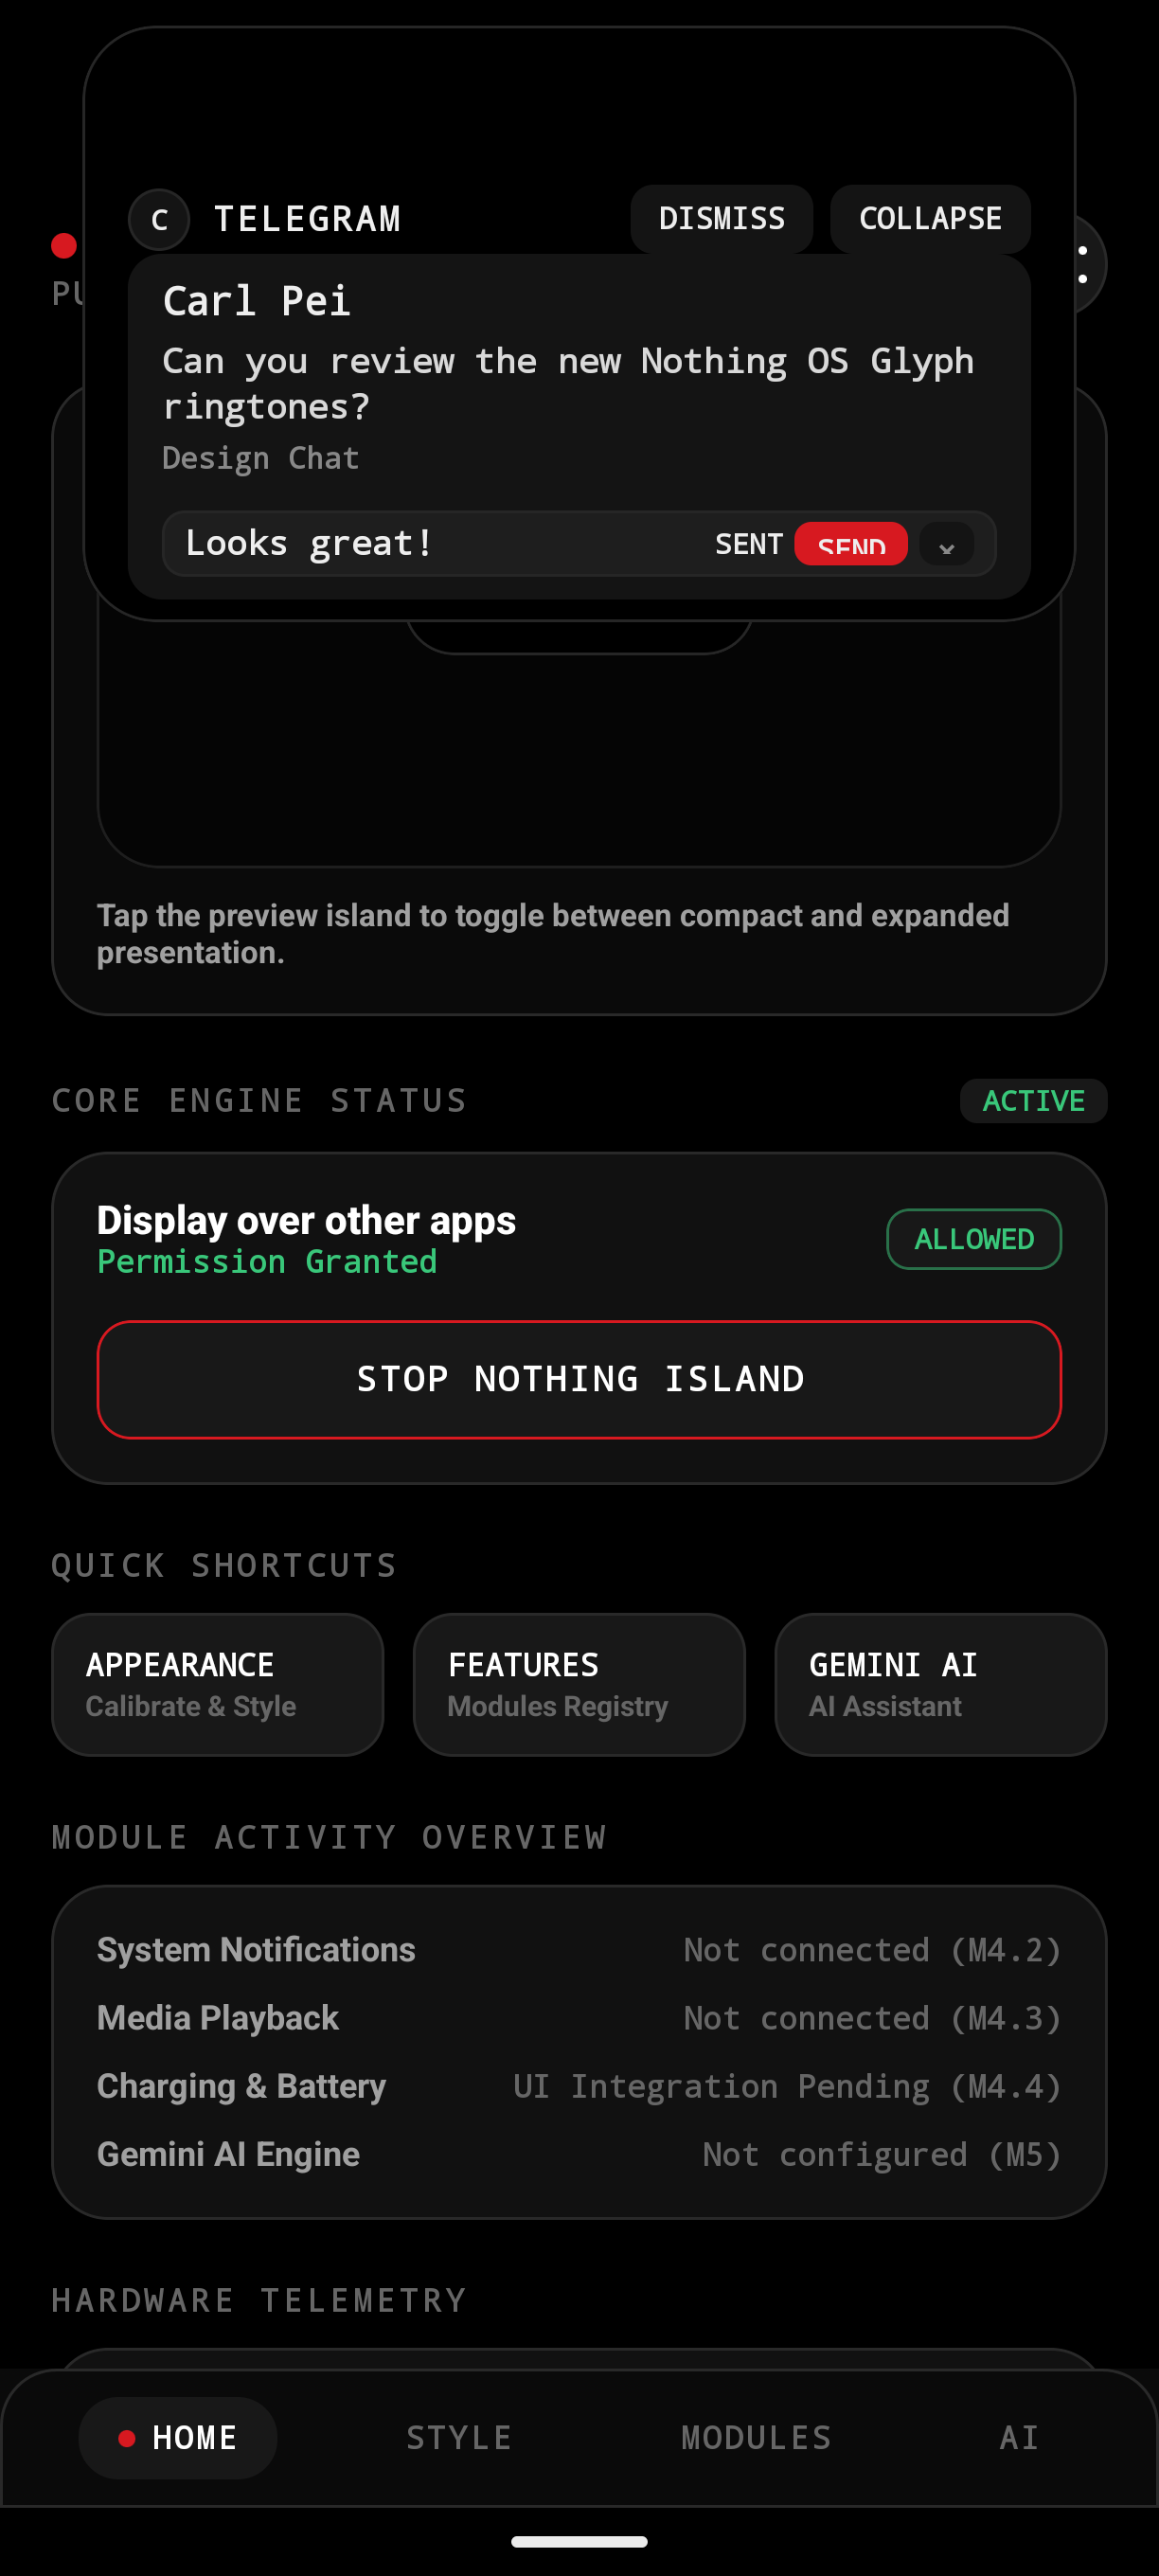 C TELEGRAM DISMISS COLLAPSE
PU
Carl Pei
Can you review the new Nothing OS Glyph
ringtones?
Design Chat
Looks great! SENT SEND
Tap the preview island to toggle between compact and expanded
presentation.
CORE ENGINE STATUS ACTIVE
Display over other apps
Permission Granted ALLOWED
STOP NOTHING ISLAND
QUICK SHORTCUTS
APPEARANCE FEATURES GEMINI AI
Calibrate & Style Modules Registry AI Assistant
MODULE ACTIVITY OVERVIEW
System Notifications Not connected (M4.2)
Media Playback Not connected (M4.3)
Charging & Battery UI Integration Pending (M4.4)
Gemini AI Engine Not configured (M5)
HARDWARE TELEMETRY
HOME STYLE MODULES AI